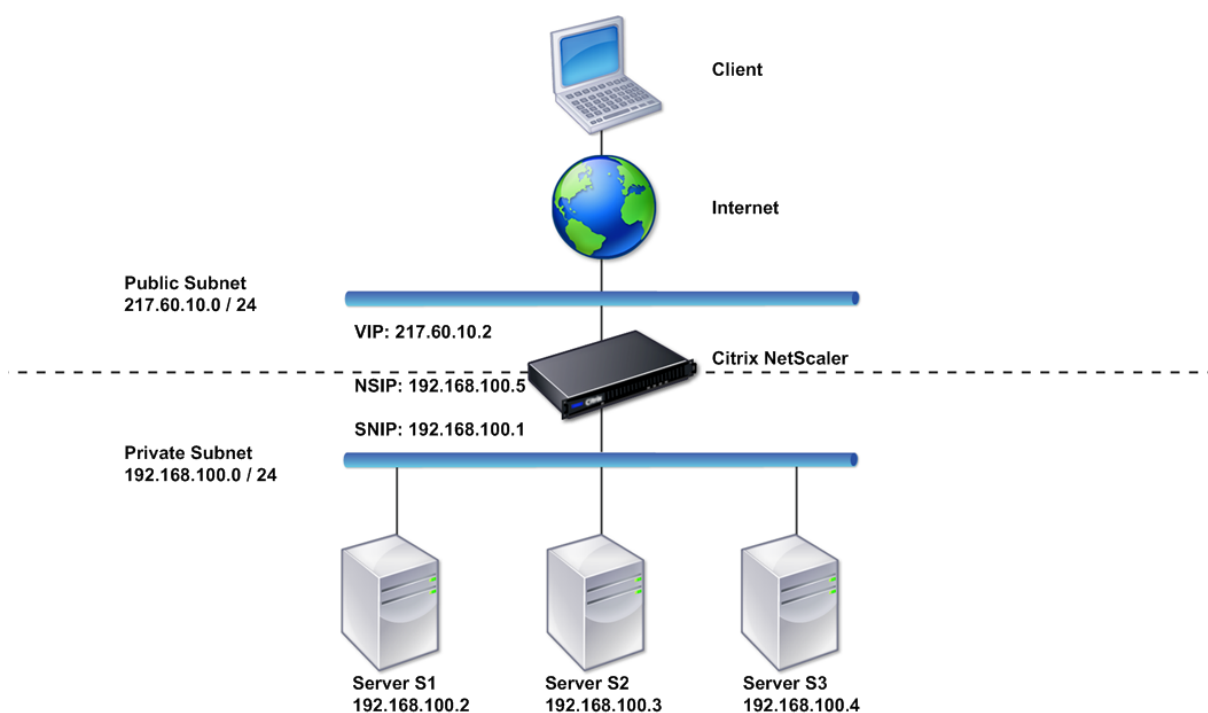 Client
Internet
Public Subnet
217.60.10.0 / 24
VIP: 217.60.10.2
Citrix NetScaler
NSIP: 192.168.100.5
Citrix
SNIP: 192.168.100.1
Private Subnet
192.168.100.0 / 24
Server S1
192.168.100.2
Server S2
192.168.100.3
Server S3
192.168.100.4